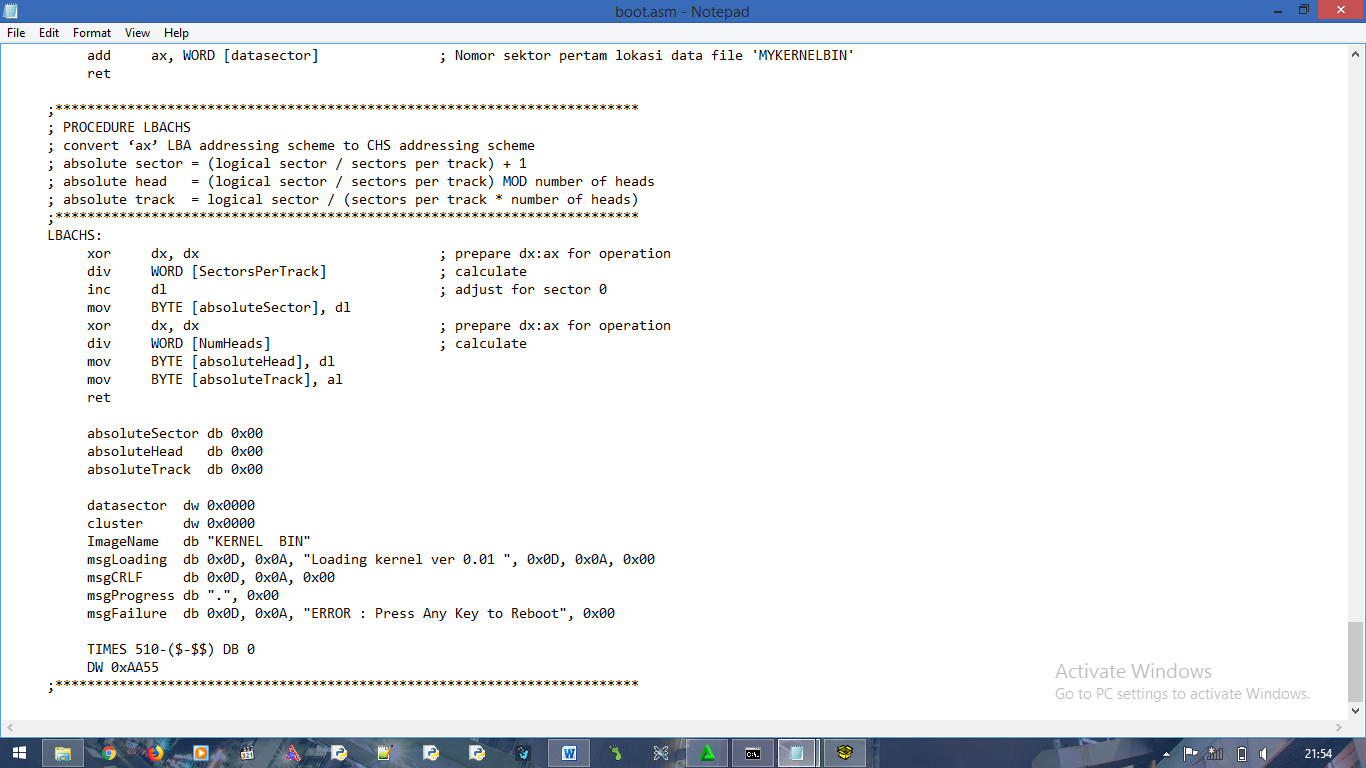 boot.asm - Notepad
File Edit Format View Help
add     ax, WORD [datasector]               ; Nomor sektor pertam lokasi data file 'MYKERNELBIN'
ret
;*************************************************************************
; PROCEDURE LBACHS
; convert ‘ax’ LBA addressing scheme to CHS addressing scheme
; absolute sector = (logical sector / sectors per track) + 1
; absolute head   = (logical sector / sectors per track) MOD number of heads
; absolute track  = logical sector / (sectors per track * number of heads)
;*************************************************************************
LBACHS:
xor     dx, dx                              ; prepare dx:ax for operation
div     WORD [SectorsPerTrack]              ; calculate
inc     dl                                  ; adjust for sector 0
mov     BYTE [absoluteSector], dl
xor     dx, dx                              ; prepare dx:ax for operation
div     WORD [NumHeads]                     ; calculate
mov     BYTE [absoluteHead], dl
mov     BYTE [absoluteTrack], al
ret
absoluteSector db 0x00
absoluteHead   db 0x00
absoluteTrack  db 0x00
datasector  dw 0x0000
cluster     dw 0x0000
ImageName   db "KERNEL  BIN"
msgLoading  db 0x0D, 0x0A, "Loading kernel ver 0.01 ", 0x0D, 0x0A, 0x00
msgCRLF     db 0x0D, 0x0A, 0x00
msgProgress db ".", 0x00
msgFailure  db 0x0D, 0x0A, "ERROR : Press Any Key to Reboot", 0x00
TIMES 510-($-$$) DB 0
DW 0xAA55
;*************************************************************************
Activate Windows
Go to PC settings to activate Windows.
21:54